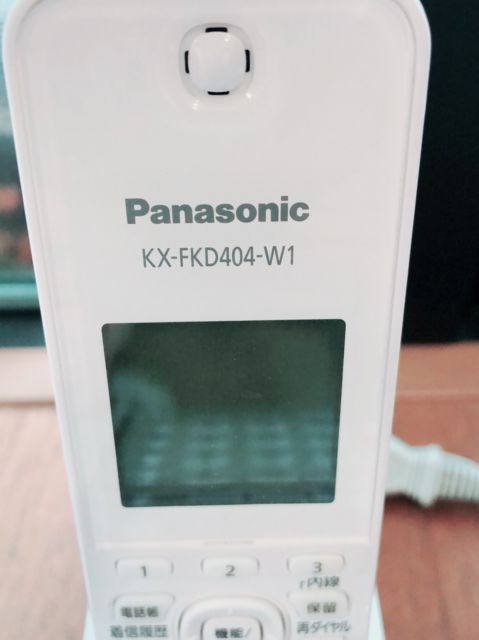 Panasonic
KX-FKD404-W1
1 2 3
r内線
電話帳 保留
着信履歴 機能/ 再ダイヤル